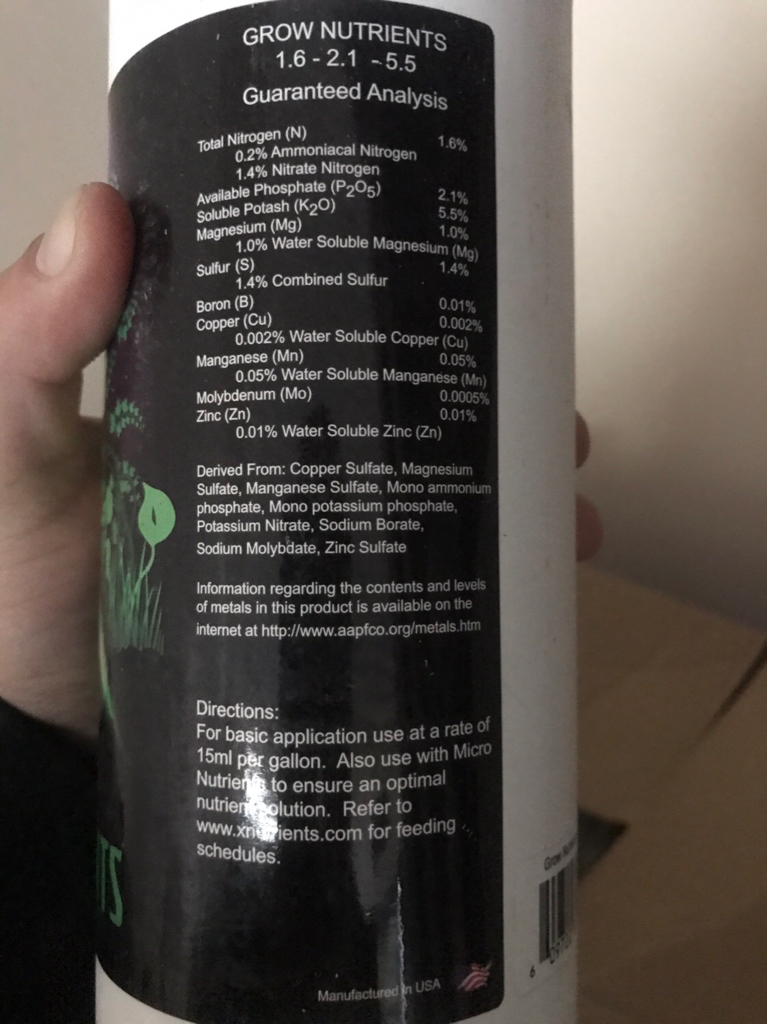 GROW NUTRIENTS
1.6 - 2.1 - 5.5
Guaranteed Analysis
Total Nitrogen (N) 1.6%
0.2% Ammoniacal Nitrogen
1.4% Nitrate Nitrogen
Available Phosphate (P₂O₅) 2.1%
Soluble Potash (K₂O) 5.5%
Magnesium (Mg) 1.0%
1.0% Water Soluble Magnesium (Mg)
Sulfur (S) 1.4%
1.4% Combined Sulfur
Boron (B) 0.01%
Copper (Cu) 0.002%
0.002% Water Soluble Copper (Cu)
Manganese (Mn) 0.05%
0.05% Water Soluble Manganese (Mn)
Molybdenum (Mo) 0.0005%
Zinc (Zn) 0.01%
0.01% Water Soluble Zinc (Zn)
Derived From: Copper Sulfate, Magnesium
Sulfate, Manganese Sulfate, Mono ammonium
phosphate, Mono potassium phosphate,
Potassium Nitrate, Sodium Borate,
Sodium Molybdate, Zinc Sulfate
Information regarding the contents and levels
of metals in this product is available on the
internet at http://www.aapfco.org/metals.htm
Directions:
For basic application use at a rate of
15ml per gallon. Also use with Micro
Nutrients to ensure an optimal
nutrient solution. Refer to
www.xnutrients.com for feeding
schedules.
Manufactured in USA
Grow